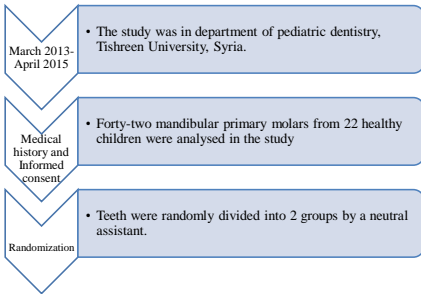 March 2013-
April 2015
• The study was in department of pediatric dentistry,
Tishreen University, Syria.
Medical
history and
Informed
consent
• Forty-two mandibular primary molars from 22 healthy
children were analysed in the study
Randomization
• Teeth were randomly divided into 2 groups by a neutral
assistant.